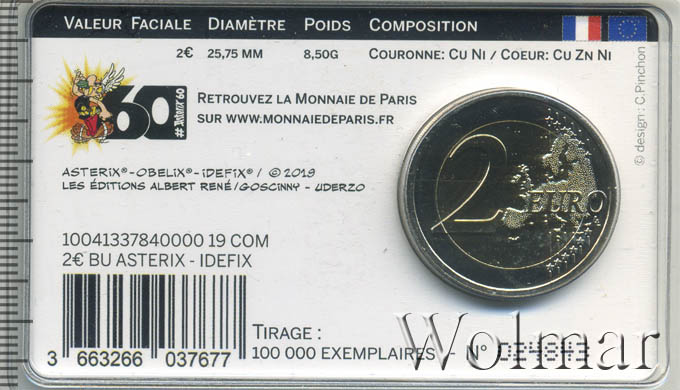 Valeur Faciale Diamètre Poids Composition
2€ 25,75 MM 8,50G Couronne: Cu Ni / Coeur: Cu Zn Ni
60
#Asterix60
Retrouvez la Monnaie de Paris
sur www.monnaiedeparis.fr
© design : C.Pinchon
ASTERIX®-OBELIX®-IDEFIX® / © 2019
LES ÉDITIONS ALBERT RENÉ/GOSCINNY - UDERZO
2 EURO
10041337840000 19 COM
2€ BU ASTERIX - IDEFIX
3 663266 037677
Tirage :
100 000 exemplaires - N°
Wolmar